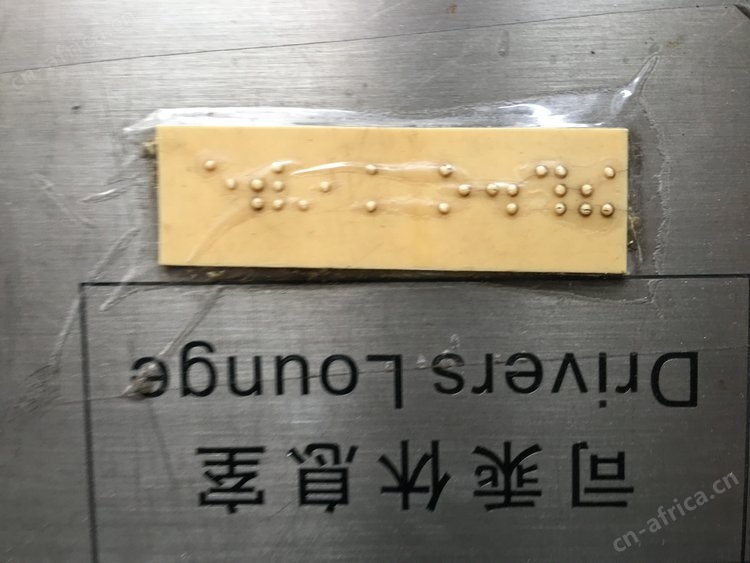 司乘休息室
Drivers Lounge
cn-africa.cn